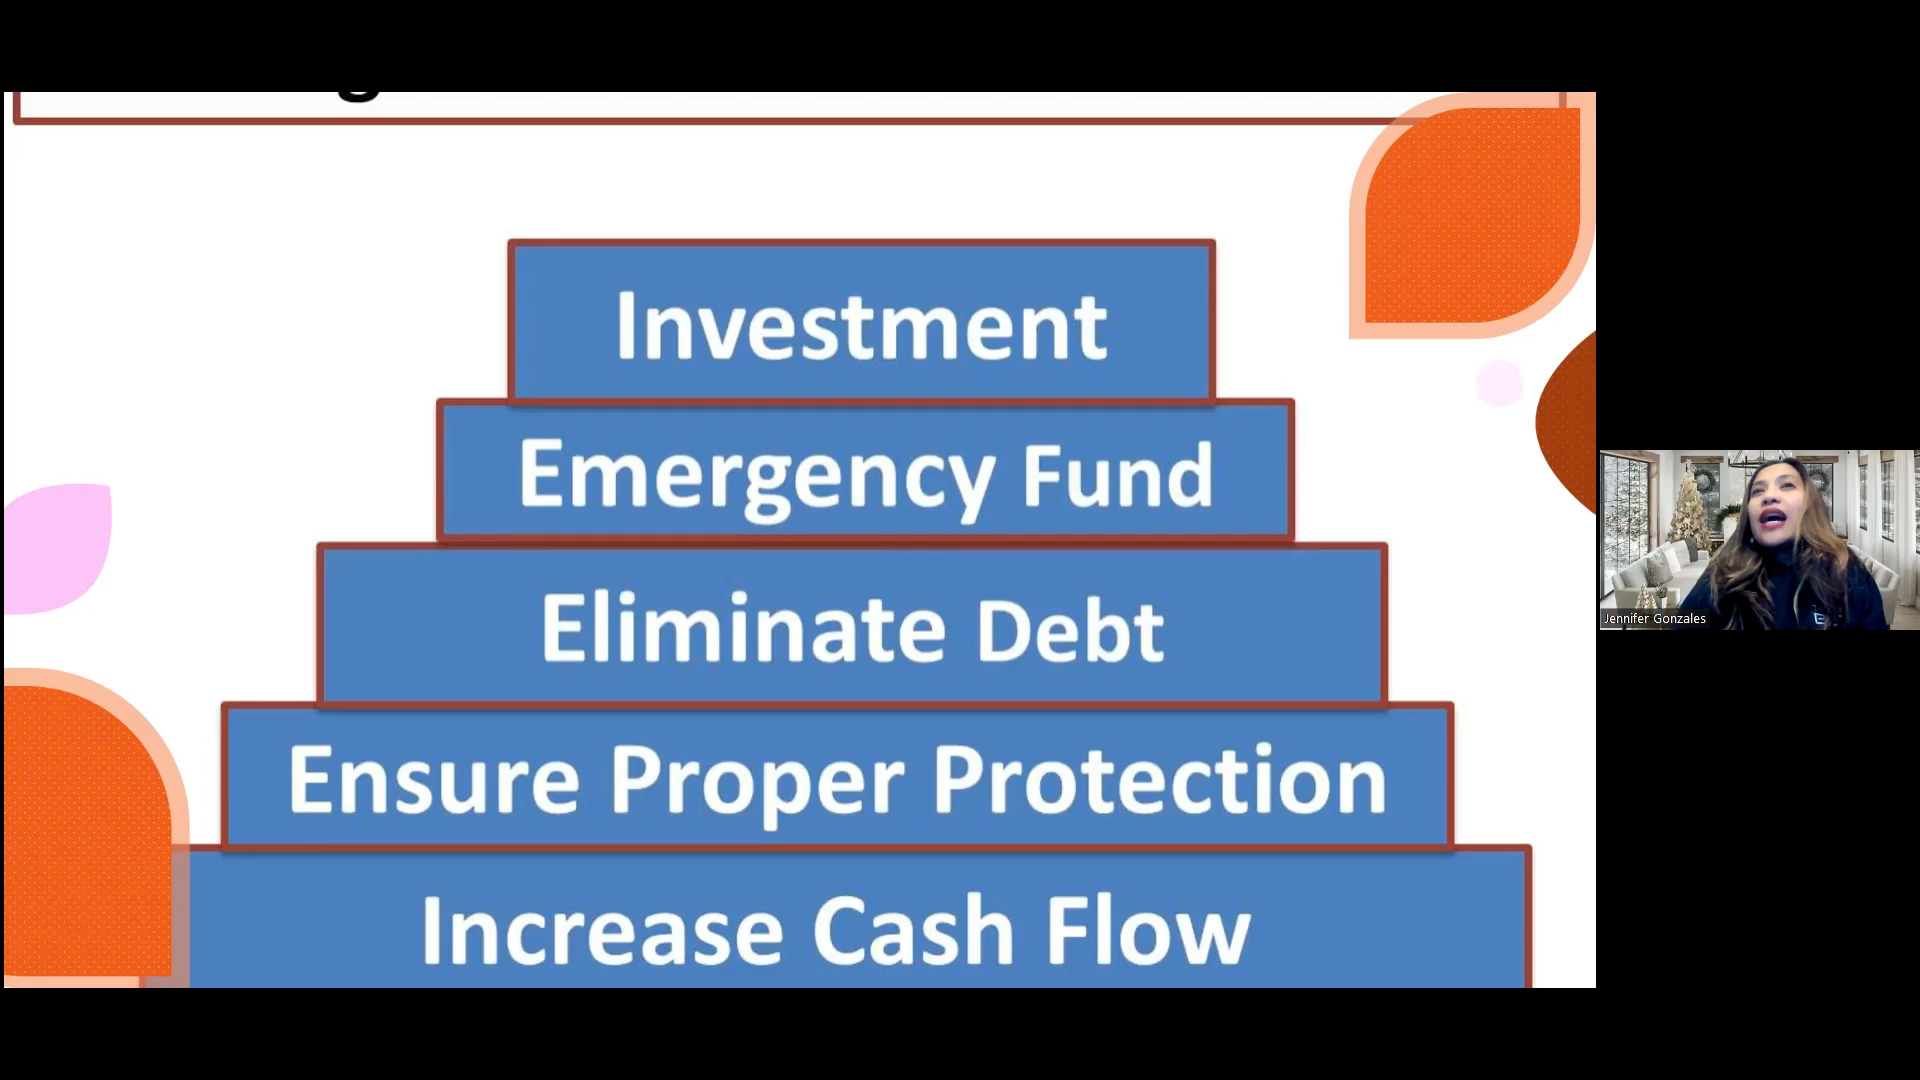 Investment
Emergency Fund
Eliminate Debt
Ensure Proper Protection
Increase Cash Flow
Jennifer Gonzales